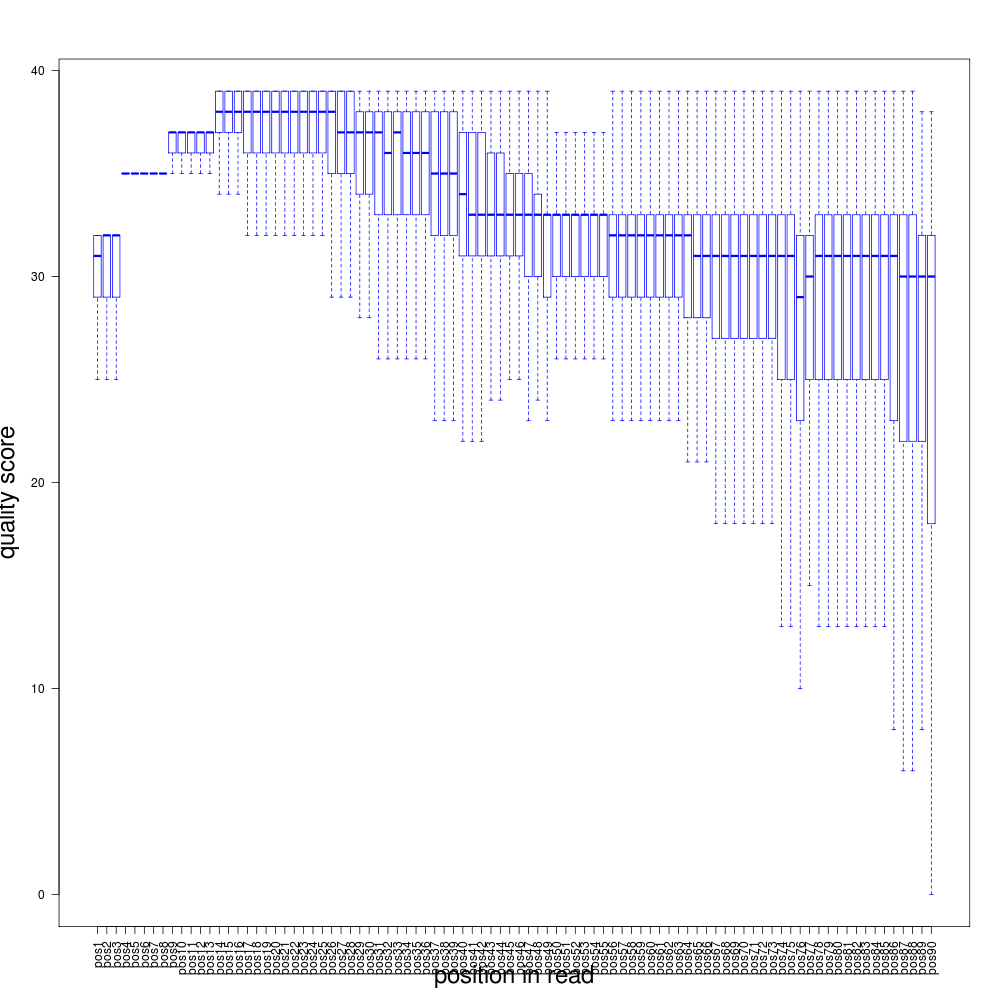 40
30
20
10
0
quality score
pos1 pos2 pos3 pos4 pos5 pos6 pos7 pos8 pos9 pos10 pos11 pos12 pos13 pos14 pos15 pos16 pos17 pos18 pos19 pos20 pos21 pos22 pos23 pos24 pos25 pos26 pos27 pos28 pos29 pos30 pos31 pos32 pos33 pos34 pos35 pos36 pos37 pos38 pos39 pos40 pos41 pos42 pos43 pos44 pos45 pos46 pos47 pos48 pos49 pos50 pos51 pos52 pos53 pos54 pos55 pos56 pos57 pos58 pos59 pos60 pos61 pos62 pos63 pos64 pos65 pos66 pos67 pos68 pos69 pos70 pos71 pos72 pos73 pos74 pos75 pos76 pos77 pos78 pos79 pos80 pos81 pos82 pos83 pos84 pos85 pos86 pos87 pos88 pos89 pos90
position in read